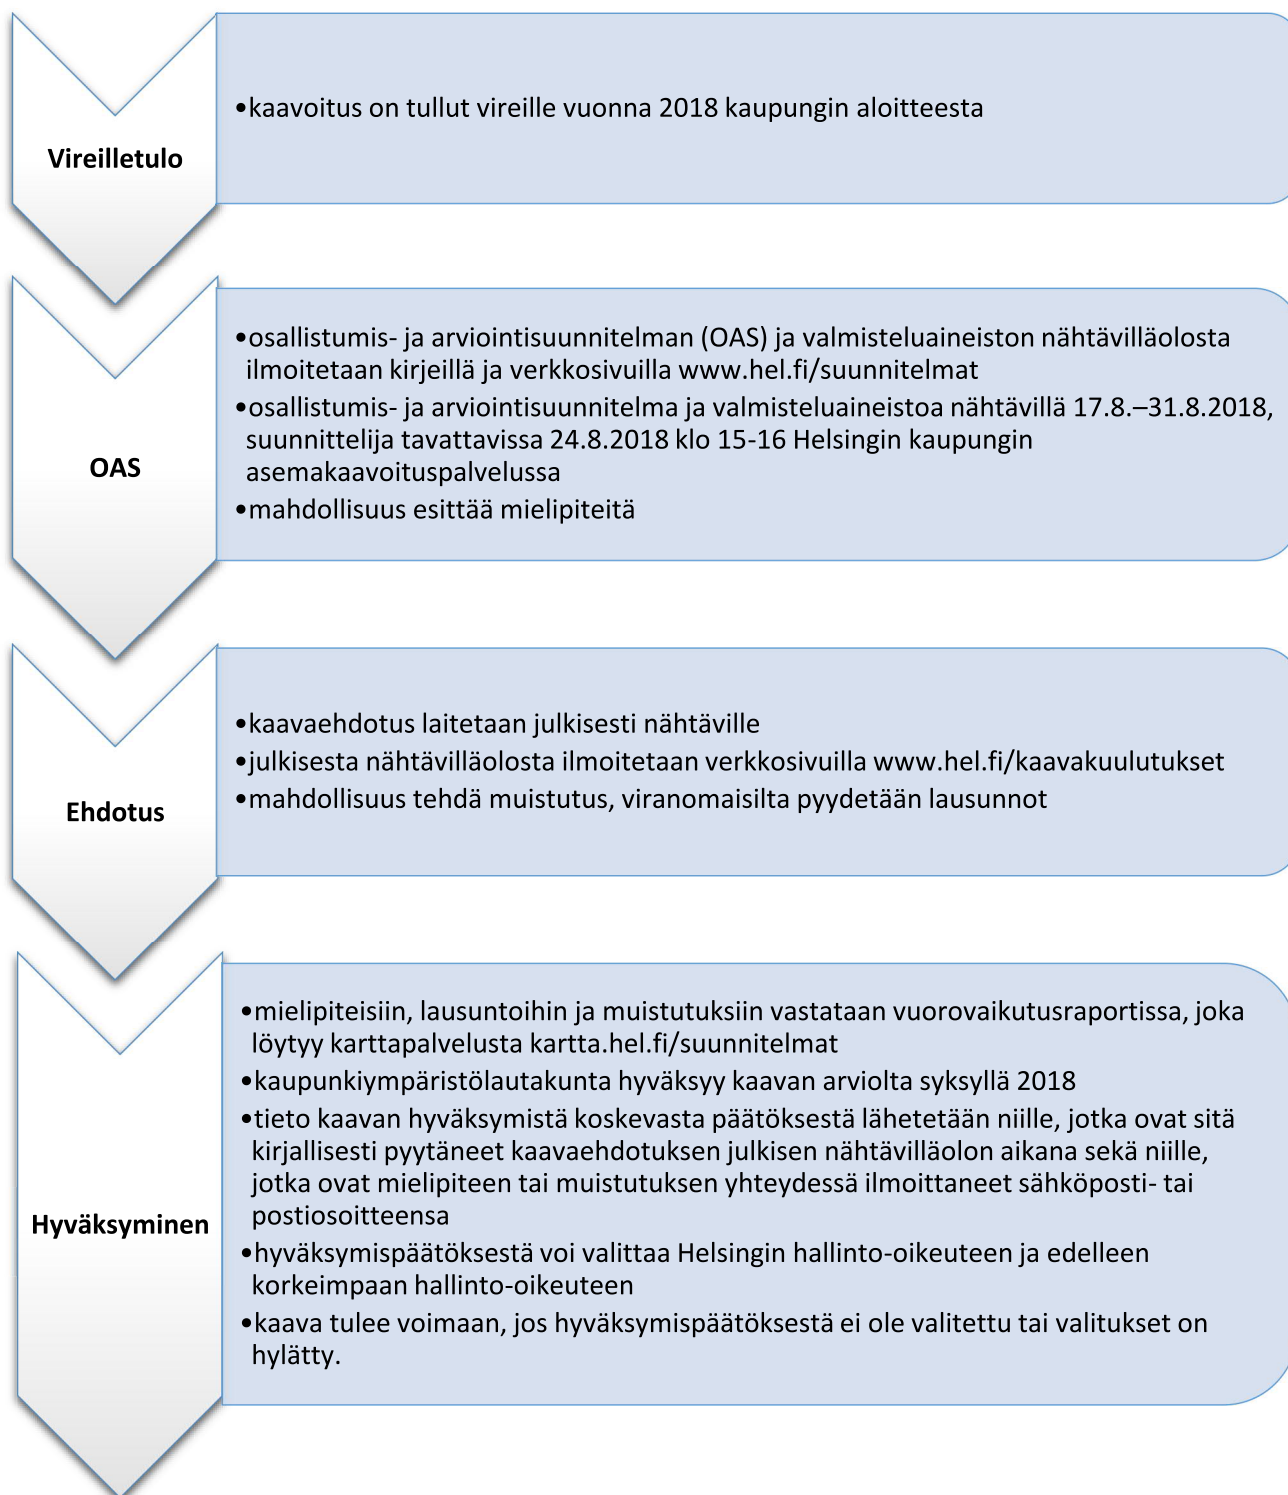 Vireilletulo
•kaavoitus on tullut vireille vuonna 2018 kaupungin aloitteesta
OAS
•osallistumis- ja arviointisuunnitelman (OAS) ja valmisteluaineiston nähtävilläolosta
ilmoitetaan kirjeillä ja verkkosivuilla www.hel.fi/suunnitelmat
•osallistumis- ja arviointisuunnitelma ja valmisteluaineistoa nähtävillä 17.8.–31.8.2018,
suunnittelija tavattavissa 24.8.2018 klo 15-16 Helsingin kaupungin
asemakaavoituspalvelussa
•mahdollisuus esittää mielipiteitä
Ehdotus
•kaavaehdotus laitetaan julkisesti nähtäville
•julkisesta nähtävilläolosta ilmoitetaan verkkosivuilla www.hel.fi/kaavakuulutukset
•mahdollisuus tehdä muistutus, viranomaisilta pyydetään lausunnot
Hyväksyminen
•mielipiteisiin, lausuntoihin ja muistutuksiin vastataan vuorovaikutusraportissa, joka
löytyy karttapalvelusta kartta.hel.fi/suunnitelmat
•kaupunkiympäristölautakunta hyväksyy kaavan arviolta syksyllä 2018
•tieto kaavan hyväksymistä koskevasta päätöksestä lähetetään niille, jotka ovat sitä
kirjallisesti pyytäneet kaavaehdotuksen julkisen nähtävilläolon aikana sekä niille,
jotka ovat mielipiteen tai muistutuksen yhteydessä ilmoittaneet sähköposti- tai
postiosoitteensa
•hyväksymispäätöksestä voi valittaa Helsingin hallinto-oikeuteen ja edelleen
korkeimpaan hallinto-oikeuteen
•kaava tulee voimaan, jos hyväksymispäätöksestä ei ole valitettu tai valitukset on
hylätty.